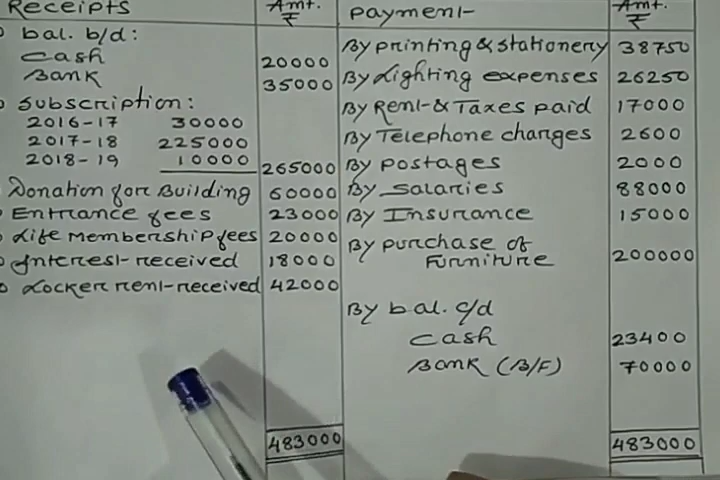 Receipts Amt. ₹ Payment Amt. ₹
bal. b/d: By printing & stationery 38750
Cash 20000
Bank 35000 By Lighting expenses 26250
Subscription: By Rent & Taxes paid 17000
2016-17 30000
2017-18 225000 By Telephone charges 2600
2018-19 10000 265000 By postages 2000
Donation for Building 60000 By Salaries 88000
Entrance fees 23000 By Insurance 15000
Life Membership fees 20000 By purchase of
Interest received 18000 Furniture 200000
Locker rent received 42000
By bal. c/d
Cash 23400
Bank (B/F) 70000
483000 483000